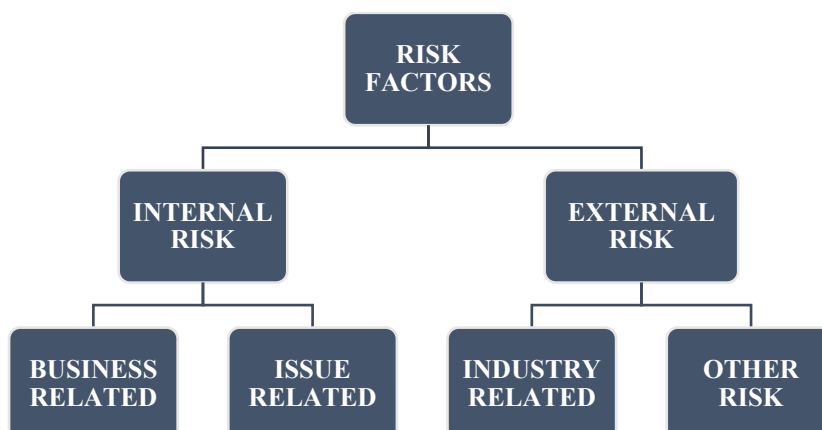 RISK
FACTORS
INTERNAL
RISK
EXTERNAL
RISK
BUSINESS
RELATED
ISSUE
RELATED
INDUSTRY
RELATED
OTHER
RISK